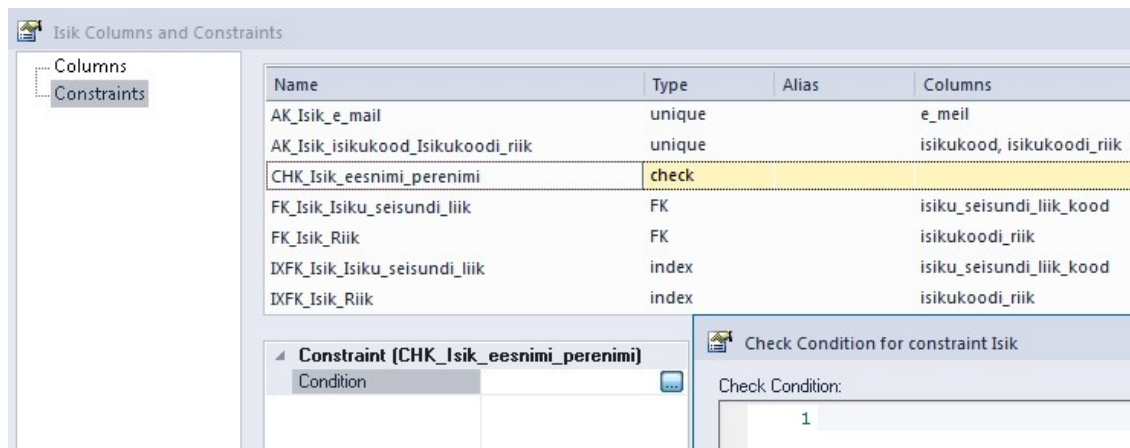 Isik Columns and Constraints
Columns
Constraints
Name Type Alias Columns
AK_Isik_e_mail unique e_meil
AK_Isik_isikukood_Isikukoodi_riik unique isikukood, isikukoodi_riik
CHK_Isik_eesnimi_perenimi check
FK_Isik_Isiku_seisundi_liik FK isiku_seisundi_liik_kood
FK_Isik_Riik FK isikukoodi_riik
IXFK_Isik_Isiku_seisundi_liik index isiku_seisundi_liik_kood
IXFK_Isik_Riik index isikukoodi_riik
Constraint (CHK_Isik_eesnimi_perenimi)
Condition ...
Check Condition for constraint Isik
Check Condition:
1